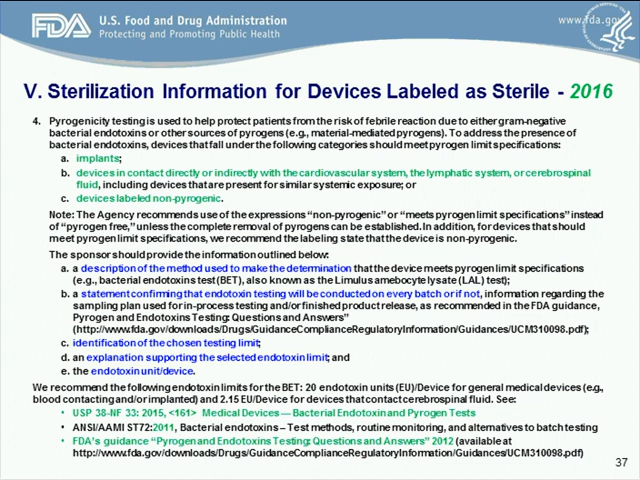 FDA
U.S. Food and Drug Administration
Protecting and Promoting Public Health
www.fda.gov
V. Sterilization Information for Devices Labeled as Sterile - 2016
4. Pyrogenicity testing is used to help protect patients from the risk of febrile reaction due to either gram-negative
bacterial endotoxins or other sources of pyrogens (e.g., material-mediated pyrogens). To address the presence of
bacterial endotoxins, devices that fall under the following categories should meet pyrogen limit specifications:
a. implants;
b. devices in contact directly or indirectly with the cardiovascular system, the lymphatic system, or cerebrospinal
fluid, including devices that are present for similar systemic exposure; or
c. devices labeled non-pyrogenic.
Note: The Agency recommends use of the expressions “non-pyrogenic” or “meets pyrogen limit specifications” instead
of “pyrogen free,” unless the complete removal of pyrogens can be established. In addition, for devices that should
meet pyrogen limit specifications, we recommend the labeling state that the device is non-pyrogenic.
The sponsor should provide the information outlined below:
a. a description of the method used to make the determination that the device meets pyrogen limit specifications
(e.g., bacterial endotoxins test (BET), also known as the Limulus amebocyte lysate (LAL) test);
b. a statement confirming that endotoxin testing will be conducted on every batch or if not, information regarding the
sampling plan used for in-process testing and/or finished product release, as recommended in the FDA guidance,
Pyrogen and Endotoxins Testing: Questions and Answers”
(http://www.fda.gov/downloads/Drugs/GuidanceComplianceRegulatoryInformation/Guidances/UCM310098.pdf);
c. identification of the chosen testing limit;
d. an explanation supporting the selected endotoxin limit; and
e. the endotoxin unit/device.
We recommend the following endotoxin limits for the BET: 20 endotoxin units (EU)/Device for general medical devices (e.g.,
blood contacting and/or implanted) and 2.15 EU/Device for devices that contact cerebrospinal fluid. See:
• USP 38-NF 33: 2015, <161> Medical Devices — Bacterial Endotoxin and Pyrogen Tests
• ANSI/AAMI ST72:2011, Bacterial endotoxins – Test methods, routine monitoring, and alternatives to batch testing
• FDA’s guidance “Pyrogen and Endotoxins Testing: Questions and Answers” 2012 (available at
http://www.fda.gov/downloads/Drugs/GuidanceComplianceRegulatoryInformation/Guidances/UCM310098.pdf)
37